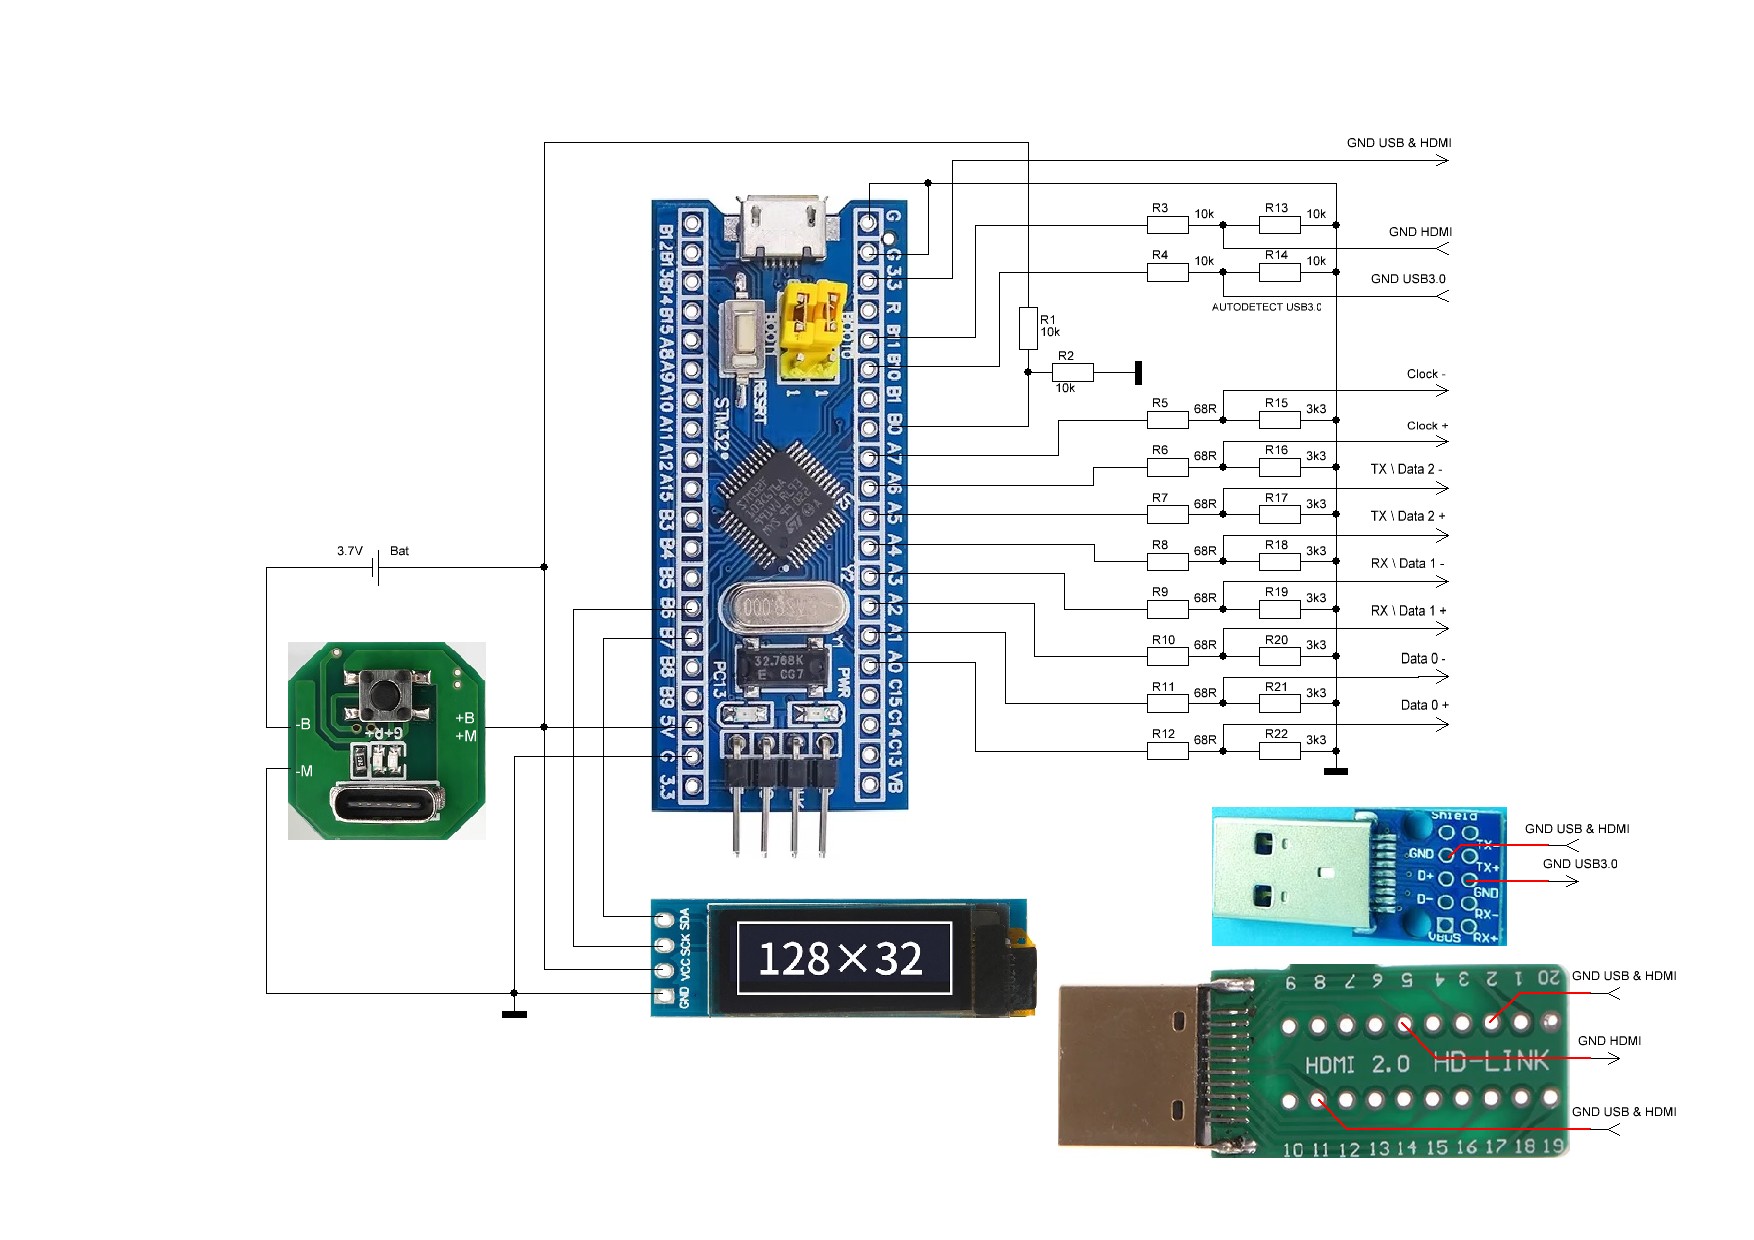 GND USB & HDMI
R3 10k R13 10k
GND HDMI
R4 10k R14 10k
GND USB3.0
AUTODETECT USB3.0
R1
10k
R2
10k
Clock -
R5 68R R15 3k3
Clock +
R6 68R R16 3k3
TX \ Data 2 -
R7 68R R17 3k3
TX \ Data 2 +
R8 68R R18 3k3
RX \ Data 1 -
R9 68R R19 3k3
RX \ Data 1 +
R10 68R R20 3k3
Data 0 -
R11 68R R21 3k3
Data 0 +
R12 68R R22 3k3
3.7V Bat
-B
-M
+B
+M
G+R+
B12
B13
B14
B15
A8
A9
A10
A11
A12
A15
B3
B4
B5
B6
B7
B8
B9
5V
G
3.3
G
G
33
R
B11
B10
B1
B0
A7
A6
A5
A4
A3
A2
A1
A0
C15
C14
C13
VB
BOOT1
BOOT0
1 1
STM32
Y2
8.000
Y1
32.768K
E CG7
PC13
PWR
SDA
SCK
VCC
GND
128×32
Shield
GND
D+
D-
VBUS
TX-
TX+
GND
RX-
RX+
GND USB & HDMI
GND USB3.0
9 8 7 6 5 4 3 2 1 20
HDMI 2.0 HD-LINK
10 11 12 13 14 15 16 17 18 19
GND USB & HDMI
GND HDMI
GND USB & HDMI